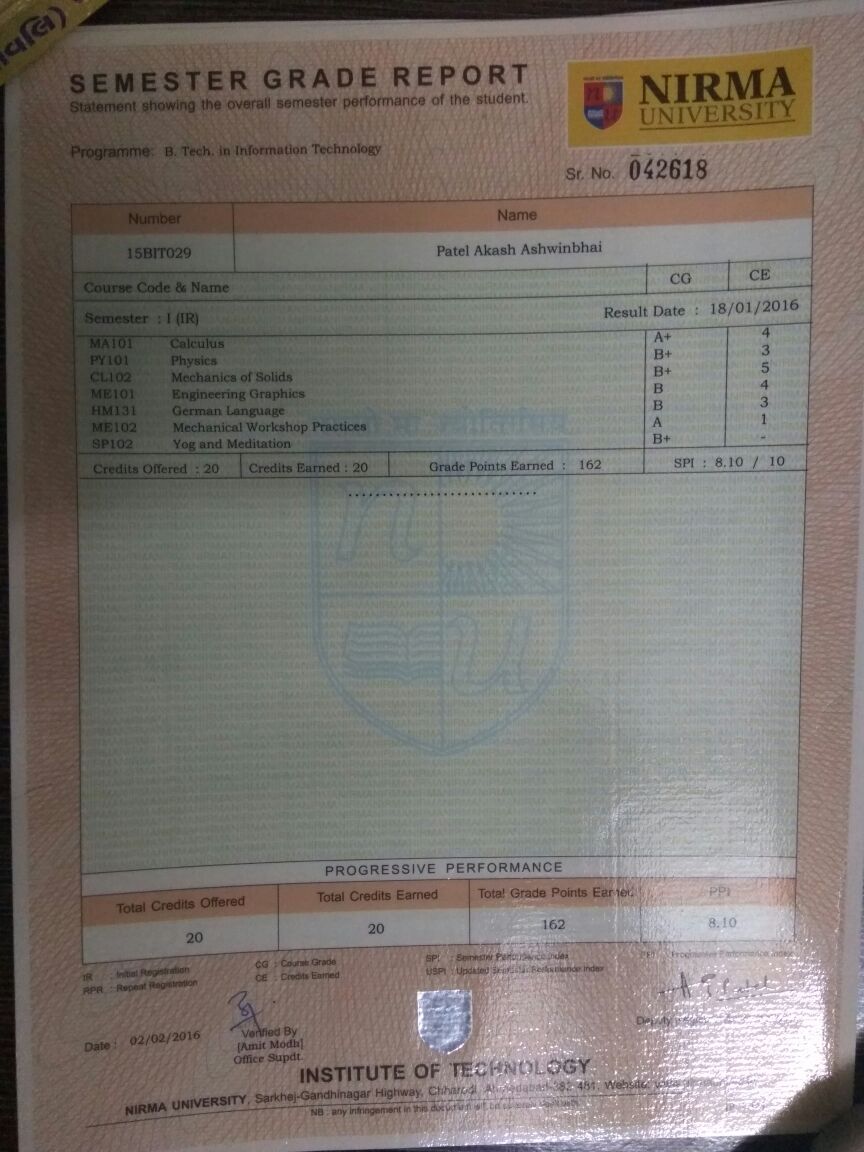 વલિ)
SEMESTER GRADE REPORT
Statement showing the overall semester performance of the student.
NIRMA
UNIVERSITY
Programme: B. Tech. in Information Technology
Sr. No. 042618
Number Name
15BIT029 Patel Akash Ashwinbhai
Course Code & Name CG CE
Semester : I (IR) Result Date : 18/01/2016
MA101 Calculus A+ 4
PY101 Physics B+ 3
CL102 Mechanics of Solids B+ 5
ME101 Engineering Graphics B 4
HM131 German Language B 3
ME102 Mechanical Workshop Practices A 1
SP102 Yog and Meditation B+ -
Credits Offered : 20 Credits Earned : 20 Grade Points Earned : 162 SPI : 8.10 / 10
PROGRESSIVE PERFORMANCE
Total Credits Offered Total Credits Earned Total Grade Points Earned PPI
20 20 162 8.10
IR : Initial Registration CG : Course Grade SPI : Semester Performance Index PPI : Progressive Performance Index
RPR : Repeat Registration CE : Credits Earned USPI : Updated Semester Performance Index
Date : 02/02/2016
Verified By
[Amit Modh]
Office Supdt.
Deputy
INSTITUTE OF TECHNOLOGY
NIRMA UNIVERSITY, Sarkhej-Gandhinagar Highway, Chharodi, Ahmedabad-382 481, Website:
NB : any infringement in this document will be